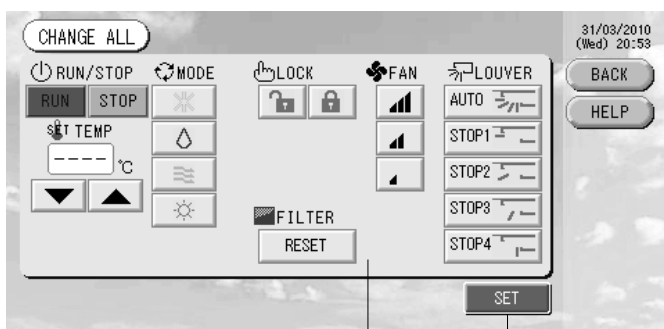 CHANGE ALL
31/03/2010
(Wed) 20:53
RUN/STOP
MODE
LOCK
FAN
LOUVER
BACK
RUN
STOP
AUTO
HELP
SET TEMP
STOP1
----°C
STOP2
STOP3
FILTER
RESET
STOP4
SET